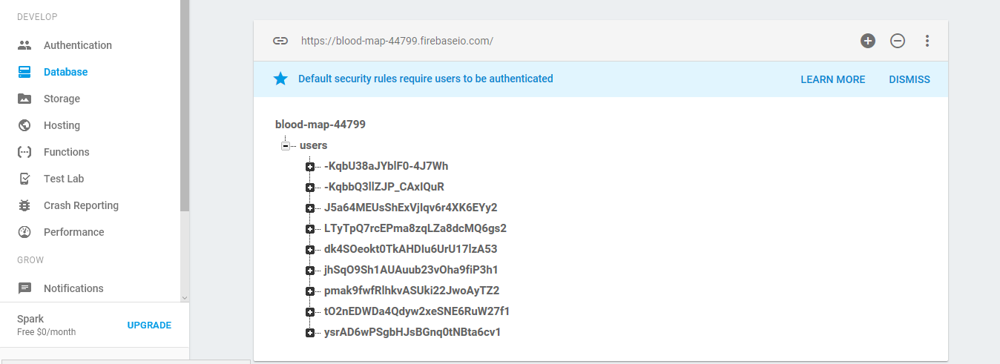 DEVELOP
Authentication
Database
Storage
Hosting
Functions
Test Lab
Crash Reporting
Performance
GROW
Notifications
Spark
Free $0/month
UPGRADE
https://blood-map-44799.firebaseio.com/
Default security rules require users to be authenticated
LEARN MORE
DISMISS
blood-map-44799
users
-KqbU38aJYblF0-4J7Wh
-KqbbQ3llZJP_CAxIQuR
J5a64MEUsShExVjIqv6r4XK6EYy2
LTyTpQ7rcEPma8zqLZa8dcMQ6gs2
dk4SOeokt0TkAHDIu6UrU17lzA53
jhSqO9Sh1AUAuub23vOha9fiP3h1
pmak9fwfRlhkvASUki22JwoAyTZ2
tO2nEDWDa4Qdyw2xeSNE6RuW27f1
ysrAD6wPSgbHJsBGnq0tNBta6cv1